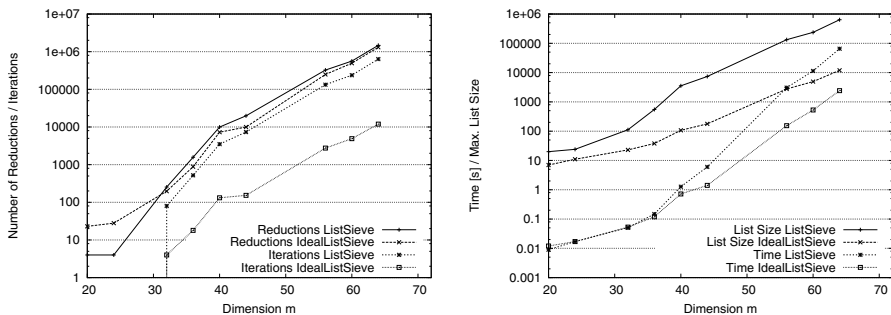 Number of Reductions / Iterations
1e+07
1e+06
100000
10000
1000
100
10
1
20
30
40
50
60
70
Dimension m
Reductions ListSieve
Reductions IdealListSieve
Iterations ListSieve
Iterations IdealListSieve
Time [s] / Max. List Size
1e+06
100000
10000
1000
100
10
1
0.1
0.01
0.001
20
30
40
50
60
70
Dimension m
List Size ListSieve
List Size IdealListSieve
Time ListSieve
Time IdealListSieve